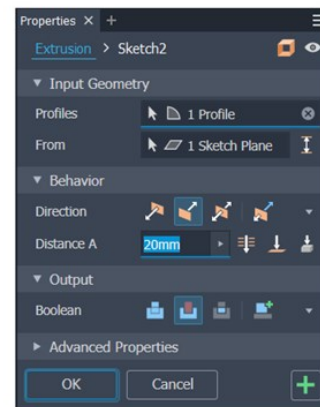 Properties × +
Extrusion > Sketch2
Input Geometry
Profiles 1 Profile
From 1 Sketch Plane
Behavior
Direction
Distance A 20mm
Output
Boolean
Advanced Properties
OK Cancel